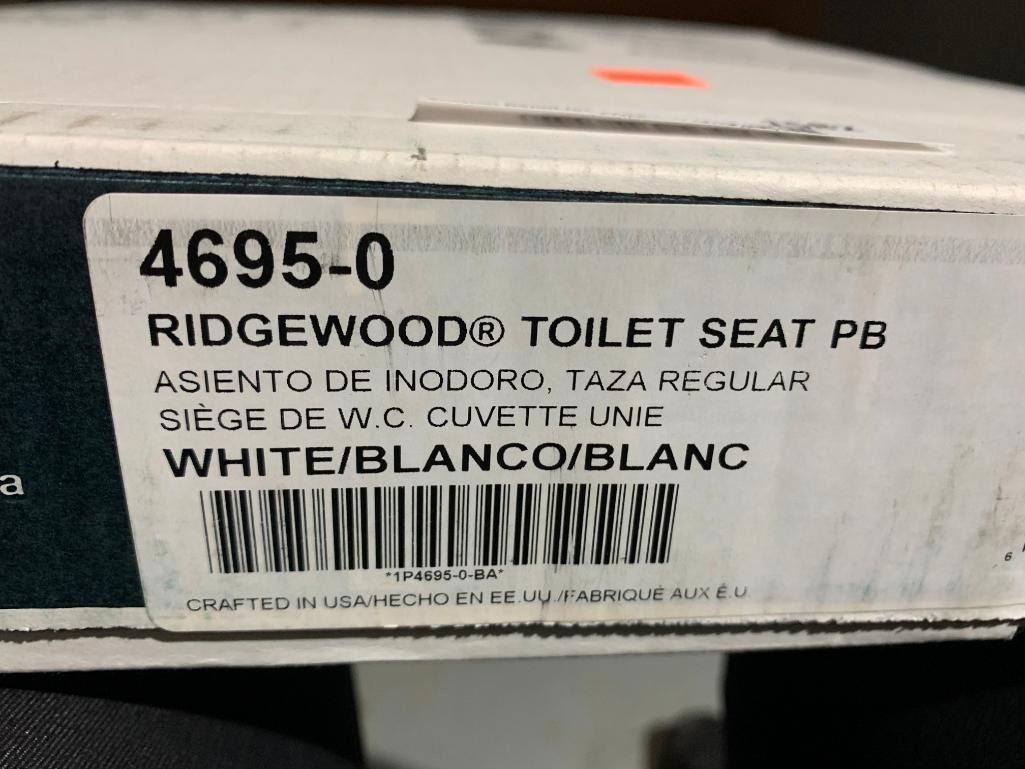 4695-0
RIDGEWOOD® TOILET SEAT PB
ASIENTO DE INODORO, TAZA REGULAR
SIÈGE DE W.C. CUVETTE UNIE
WHITE/BLANCO/BLANC
a
*1P4695-0-BA*
6
CRAFTED IN USA/HECHO EN EE.UU./FABRIQUÉ AUX É.U.